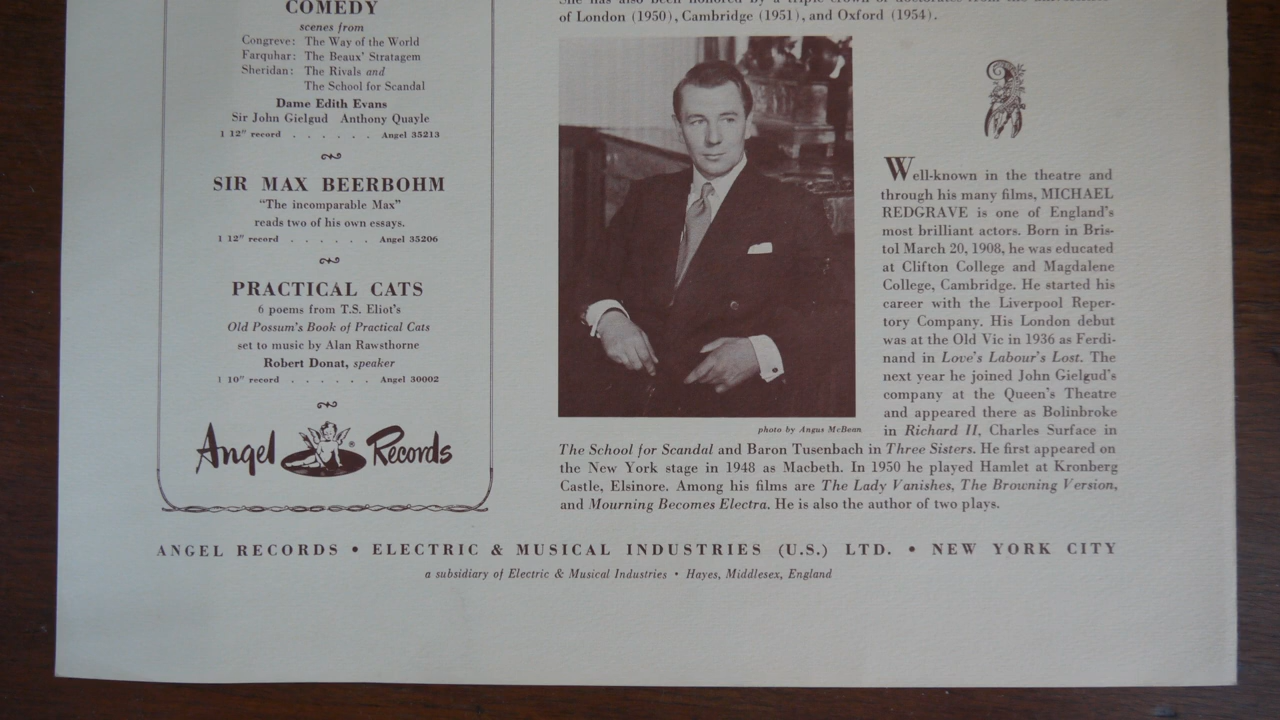 COMEDY
scenes from
Congreve: The Way of the World
Farquhar: The Beaux' Stratagem
Sheridan: The Rivals and
The School for Scandal
Dame Edith Evans
Sir John Gielgud Anthony Quayle
1 12" record . . . . . . Angel 35213
SIR MAX BEERBOHM
"The incomparable Max"
reads two of his own essays.
1 12" record . . . . . . Angel 35206
PRACTICAL CATS
6 poems from T.S. Eliot's
Old Possum's Book of Practical Cats
set to music by Alan Rawsthorne
Robert Donat, speaker
1 10" record . . . . . . Angel 30002
Angel ® Records
She has also been honored by a triple crown of doctorates from the universities
of London (1950), Cambridge (1951), and Oxford (1954).
photo by Angus McBean
Well-known in the theatre and
through his many films, MICHAEL
REDGRAVE is one of England's
most brilliant actors. Born in Bris-
tol March 20, 1908, he was educated
at Clifton College and Magdalene
College, Cambridge. He started his
career with the Liverpool Reper-
tory Company. His London debut
was at the Old Vic in 1936 as Ferdi-
nand in Love's Labour's Lost. The
next year he joined John Gielgud's
company at the Queen's Theatre
and appeared there as Bolinbroke
in Richard II, Charles Surface in
The School for Scandal and Baron Tusenbach in Three Sisters. He first appeared on
the New York stage in 1948 as Macbeth. In 1950 he played Hamlet at Kronberg
Castle, Elsinore. Among his films are The Lady Vanishes, The Browning Version,
and Mourning Becomes Electra. He is also the author of two plays.
ANGEL RECORDS • ELECTRIC & MUSICAL INDUSTRIES (U.S.) LTD. • NEW YORK CITY
a subsidiary of Electric & Musical Industries • Hayes, Middlesex, England